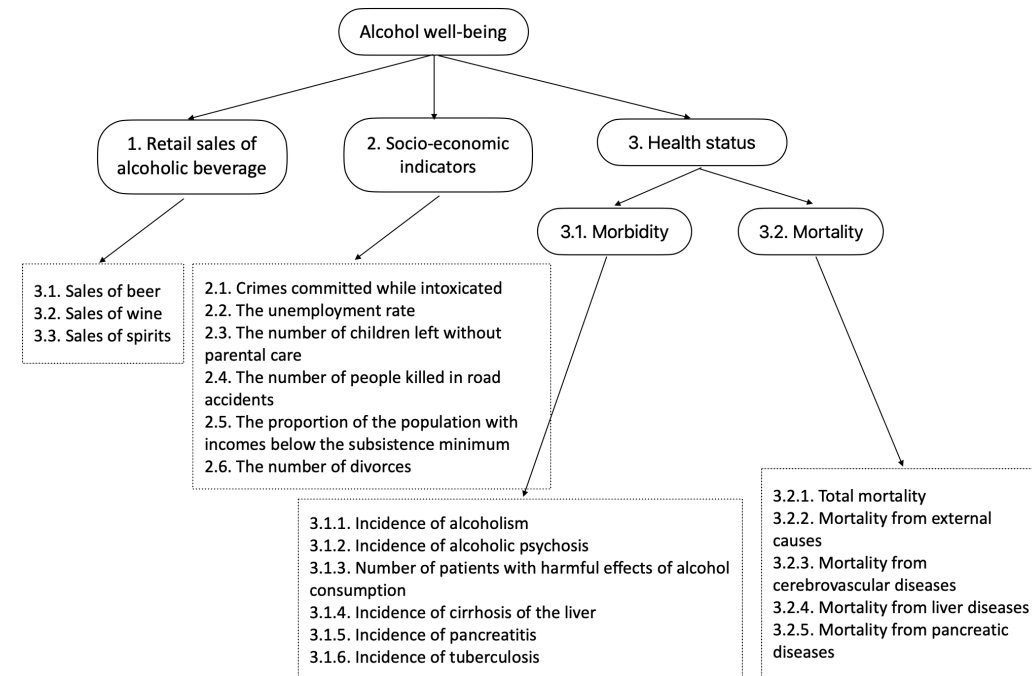 Alcohol well-being
1. Retail sales of
alcoholic beverage
2. Socio-economic
indicators
3. Health status
3.1. Morbidity
3.2. Mortality
3.1. Sales of beer
3.2. Sales of wine
3.3. Sales of spirits
2.1. Crimes committed while intoxicated
2.2. The unemployment rate
2.3. The number of children left without
parental care
2.4. The number of people killed in road
accidents
2.5. The proportion of the population with
incomes below the subsistence minimum
2.6. The number of divorces
3.1.1. Incidence of alcoholism
3.1.2. Incidence of alcoholic psychosis
3.1.3. Number of patients with harmful effects of alcohol
consumption
3.1.4. Incidence of cirrhosis of the liver
3.1.5. Incidence of pancreatitis
3.1.6. Incidence of tuberculosis
3.2.1. Total mortality
3.2.2. Mortality from external
causes
3.2.3. Mortality from
cerebrovascular diseases
3.2.4. Mortality from liver diseases
3.2.5. Mortality from pancreatic
diseases